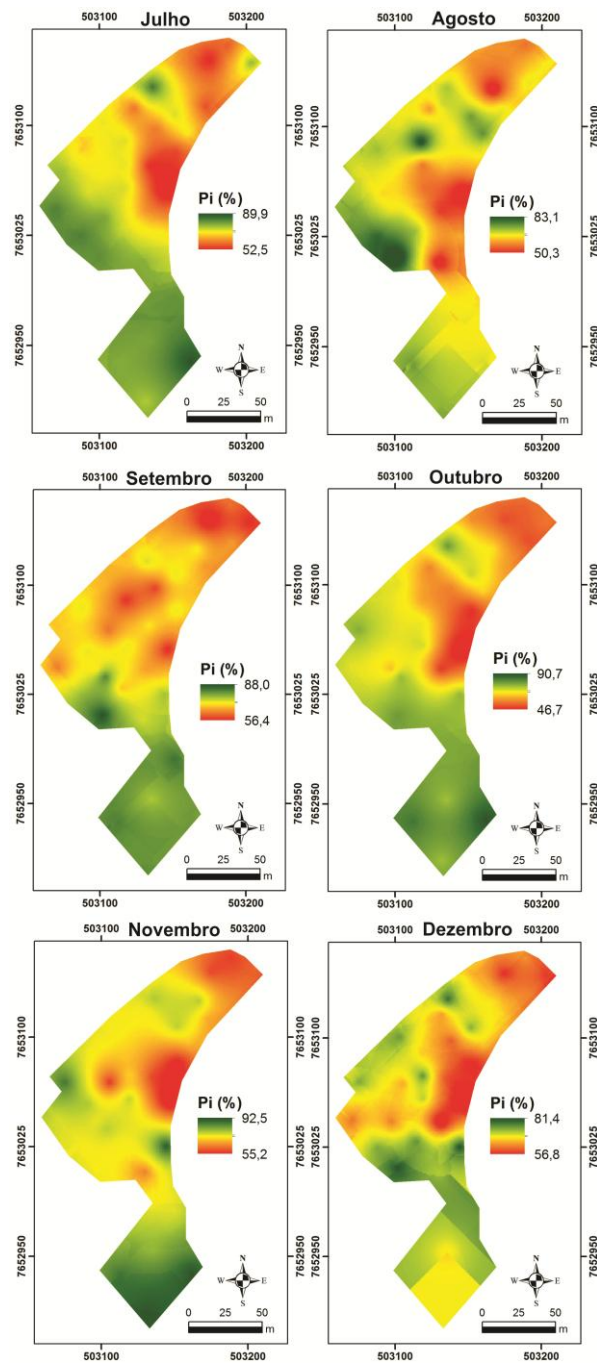 Julho
503100 503200
7653100
7653025
7652950
Pi (%)
89,9
52,5
N
W E
S
0 25 50
m
503100 503200
Agosto
503100 503200
7653100
7653025
7652950
Pi (%)
83,1
50,3
N
W E
S
0 25 50
m
503100 503200
503100 503200
Setembro
7653100
7653025
7652950
Pi (%)
88,0
56,4
N
W E
S
0 25 50
m
503100 503200
503100 503200
Outubro
7653100
7653025
7652950
Pi (%)
90,7
46,7
N
W E
S
0 25 50
m
503100 503200
503100 503200
Novembro
7653100
7653025
7652950
Pi (%)
92,5
55,2
N
W E
S
0 25 50
m
503100 503200
503100 503200
Dezembro
7653100
7653025
7652950
Pi (%)
81,4
56,8
N
W E
S
0 25 50
m
503100 503200